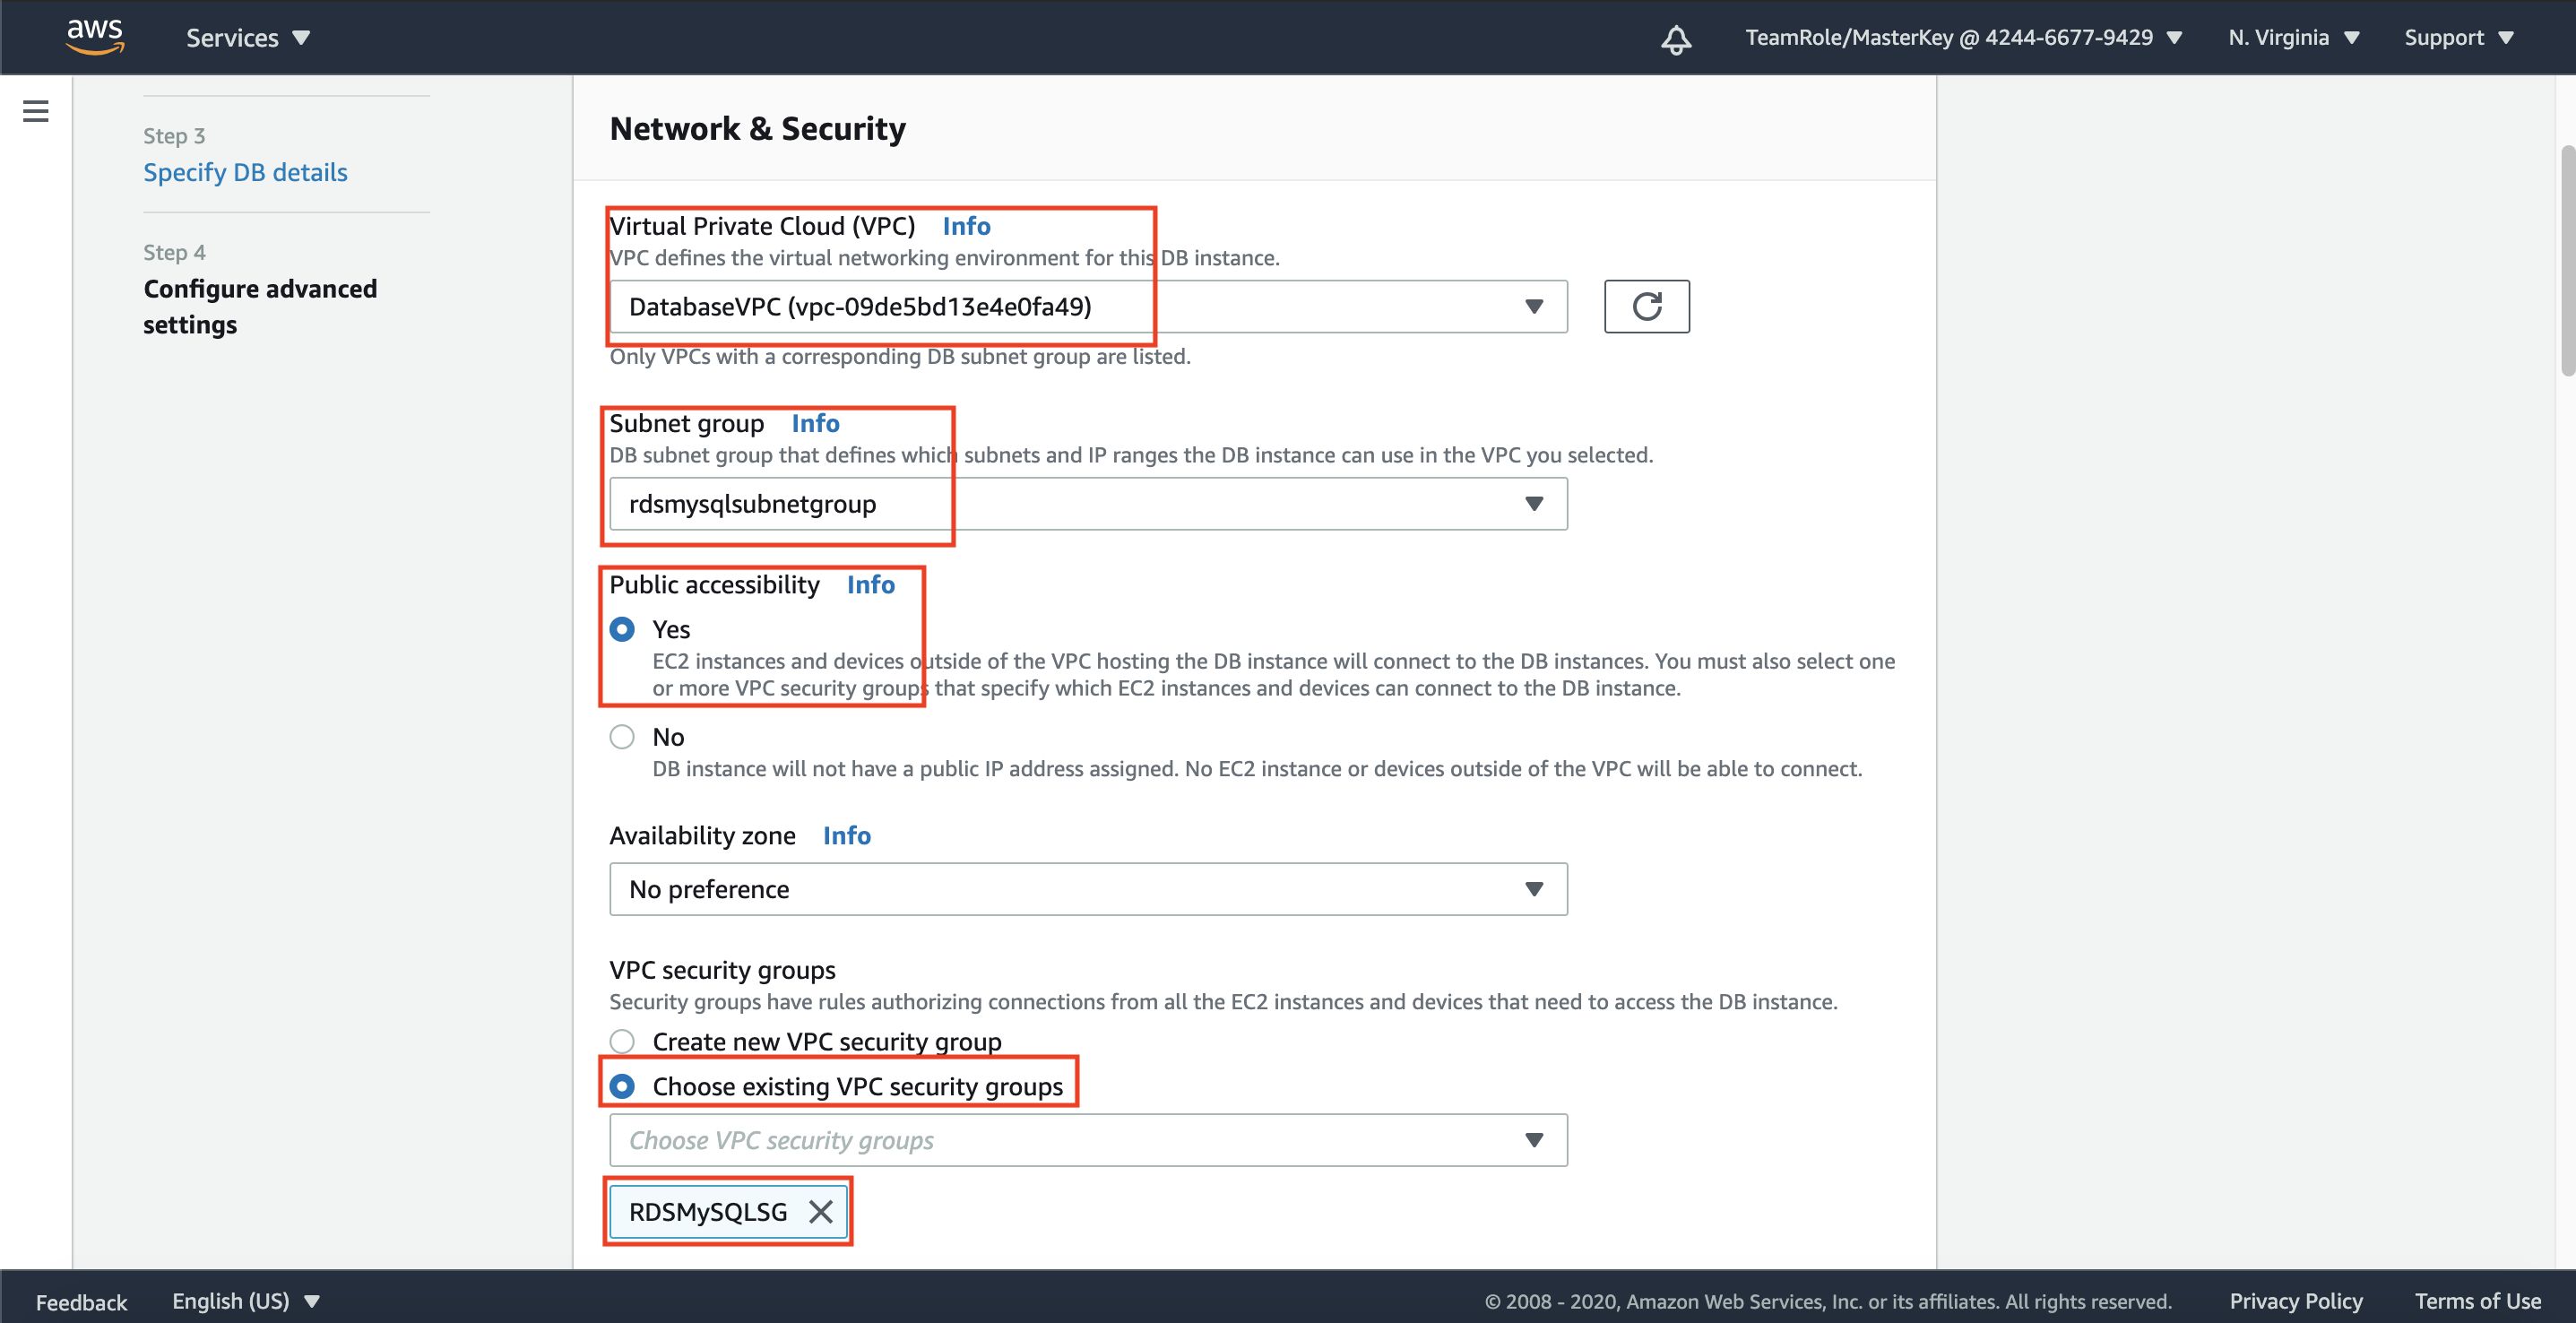 aws
Services
TeamRole/MasterKey @ 4244-6677-9429
N. Virginia
Support
Step 3
Specify DB details
Step 4
Configure advanced
settings
Network & Security
Virtual Private Cloud (VPC) Info
VPC defines the virtual networking environment for this DB instance.
DatabaseVPC (vpc-09de5bd13e4e0fa49)
Only VPCs with a corresponding DB subnet group are listed.
Subnet group Info
DB subnet group that defines which subnets and IP ranges the DB instance can use in the VPC you selected.
rdsmysqlsubnetgroup
Public accessibility Info
Yes
EC2 instances and devices outside of the VPC hosting the DB instance will connect to the DB instances. You must also select one
or more VPC security groups that specify which EC2 instances and devices can connect to the DB instance.
No
DB instance will not have a public IP address assigned. No EC2 instance or devices outside of the VPC will be able to connect.
Availability zone Info
No preference
VPC security groups
Security groups have rules authorizing connections from all the EC2 instances and devices that need to access the DB instance.
Create new VPC security group
Choose existing VPC security groups
Choose VPC security groups
RDSMySQLSG
Feedback
English (US)
© 2008 - 2020, Amazon Web Services, Inc. or its affiliates. All rights reserved.
Privacy Policy
Terms of Use